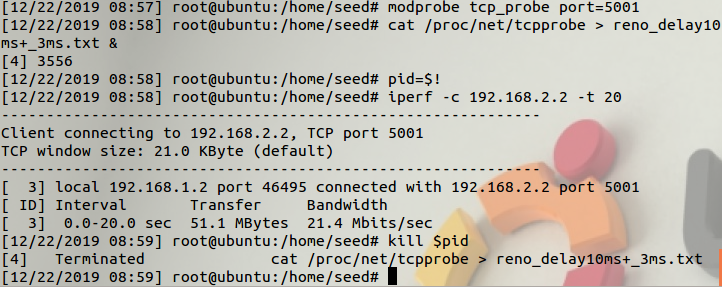 [12/22/2019 08:57] root@ubuntu:/home/seed# modprobe tcp_probe port=5001
[12/22/2019 08:58] root@ubuntu:/home/seed# cat /proc/net/tcpprobe > reno_delay10
ms+_3ms.txt &
[4] 3556
[12/22/2019 08:58] root@ubuntu:/home/seed# pid=$!
[12/22/2019 08:58] root@ubuntu:/home/seed# iperf -c 192.168.2.2 -t 20
------------------------------------------------------------
Client connecting to 192.168.2.2, TCP port 5001
TCP window size: 21.0 KByte (default)
------------------------------------------------------------
[  3] local 192.168.1.2 port 46495 connected with 192.168.2.2 port 5001
[ ID] Interval       Transfer     Bandwidth
[  3]  0.0-20.0 sec  51.1 MBytes  21.4 Mbits/sec
[12/22/2019 08:59] root@ubuntu:/home/seed# kill $pid
[4]   Terminated              cat /proc/net/tcpprobe > reno_delay10ms+_3ms.txt
[12/22/2019 08:59] root@ubuntu:/home/seed#